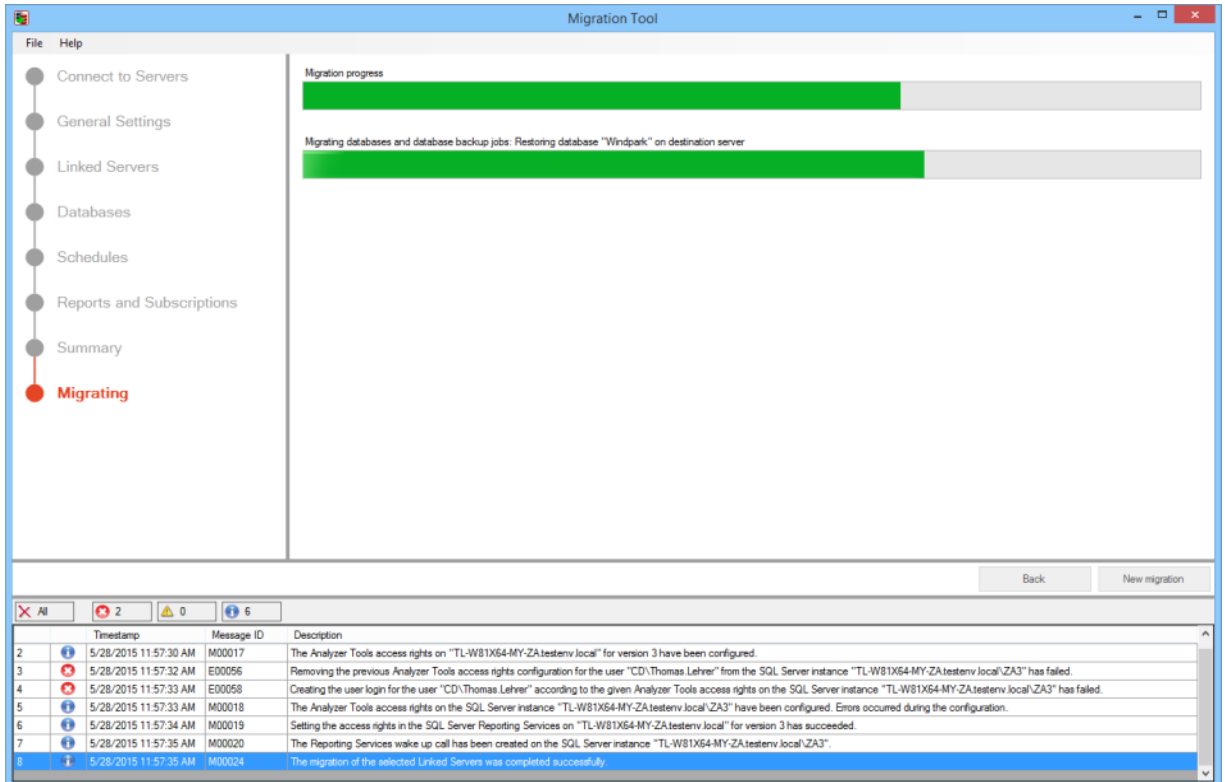 Migration Tool
File Help
Connect to Servers
General Settings
Linked Servers
Databases
Schedules
Reports and Subscriptions
Summary
Migrating
Migration progress
Migrating databases and database backup jobs: Restoring database "Windpark" on destination server
Back New migration
All 2 0 6
Timestamp Message ID Description
2 5/28/2015 11:57:30 AM M00017 The Analyzer Tools access rights on "TL-W81X64-MY-ZA.testenv.local" for version 3 have been configured.
3 5/28/2015 11:57:32 AM E00056 Removing the previous Analyzer Tools access rights configuration for the user "CD\Thomas.Lehrer" from the SQL Server instance "TL-W81X64-MY-ZA.testenv.local\ZA3" has failed.
4 5/28/2015 11:57:33 AM E00058 Creating the user login for the user "CD\Thomas.Lehrer" according to the given Analyzer Tools access rights on the SQL Server instance "TL-W81X64-MY-ZA.testenv.local\ZA3" has failed.
5 5/28/2015 11:57:33 AM M00018 The Analyzer Tools access rights on the SQL Server instance "TL-W81X64-MY-ZA.testenv.local\ZA3" have been configured. Errors occurred during the configuration.
6 5/28/2015 11:57:34 AM M00019 Setting the access rights in the SQL Server Reporting Services on "TL-W81X64-MY-ZA.testenv.local" for version 3 has succeeded.
7 5/28/2015 11:57:35 AM M00020 The Reporting Services wake up call has been created on the SQL Server instance "TL-W81X64-MY-ZA.testenv.local\ZA3".
8 5/28/2015 11:57:35 AM M00024 The migration of the selected Linked Servers was completed successfully.